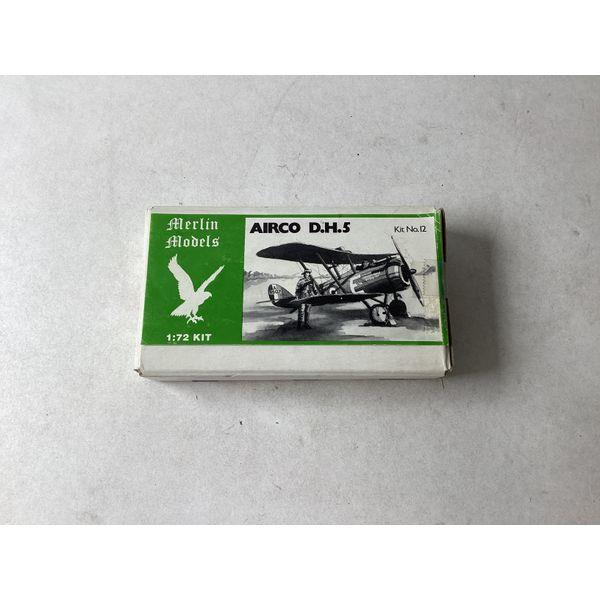 Merlin
Models
1:72 KIT
AIRCO D.H.5
Kit No.12